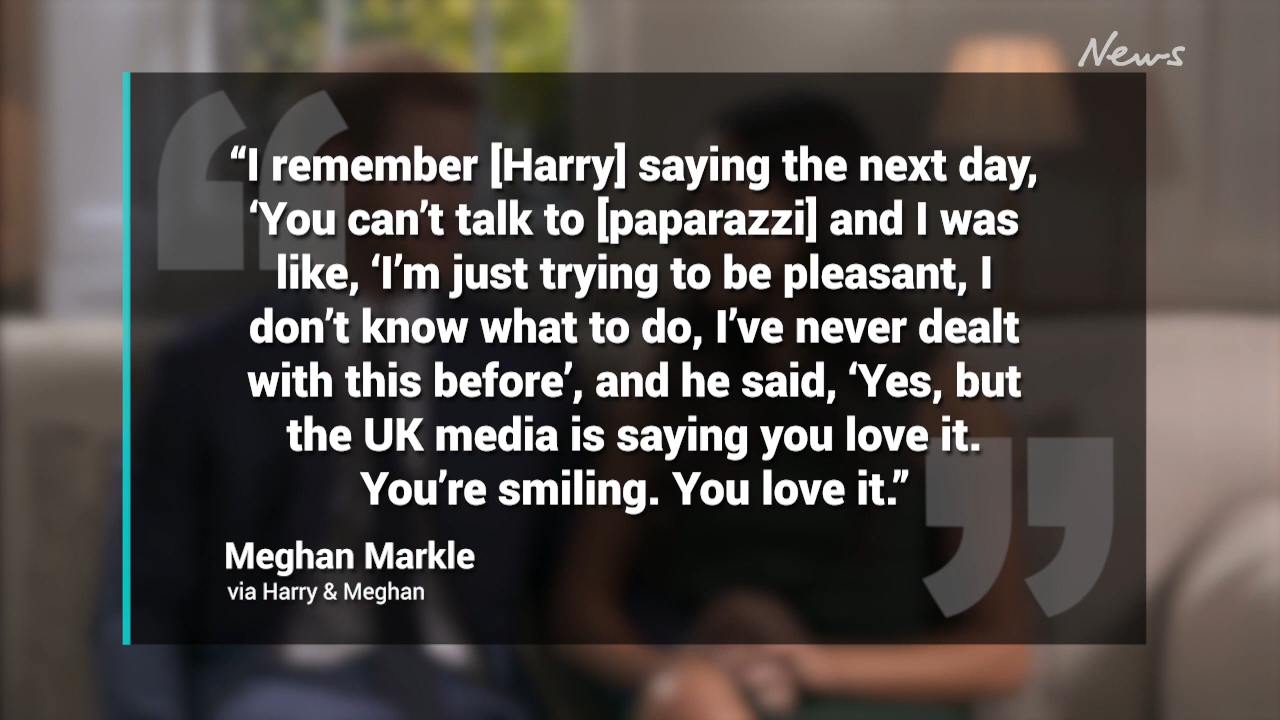 News
“I remember [Harry] saying the next day,
‘You can’t talk to [paparazzi] and I was
like, ‘I’m just trying to be pleasant, I
don’t know what to do, I’ve never dealt
with this before’, and he said, ‘Yes, but
the UK media is saying you love it.
You’re smiling. You love it.”
Meghan Markle
via Harry & Meghan